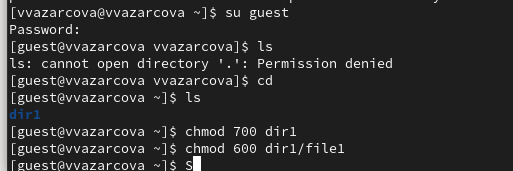 [vvazarcova@vvazarcova ~]$ su guest
Password:
[guest@vvazarcova vvazarcova]$ ls
ls: cannot open directory '.': Permission denied
[guest@vvazarcova vvazarcova]$ cd
[guest@vvazarcova ~]$ ls
dir1
[guest@vvazarcova ~]$ chmod 700 dir1
[guest@vvazarcova ~]$ chmod 600 dir1/file1
[guest@vvazarcova ~]$ S